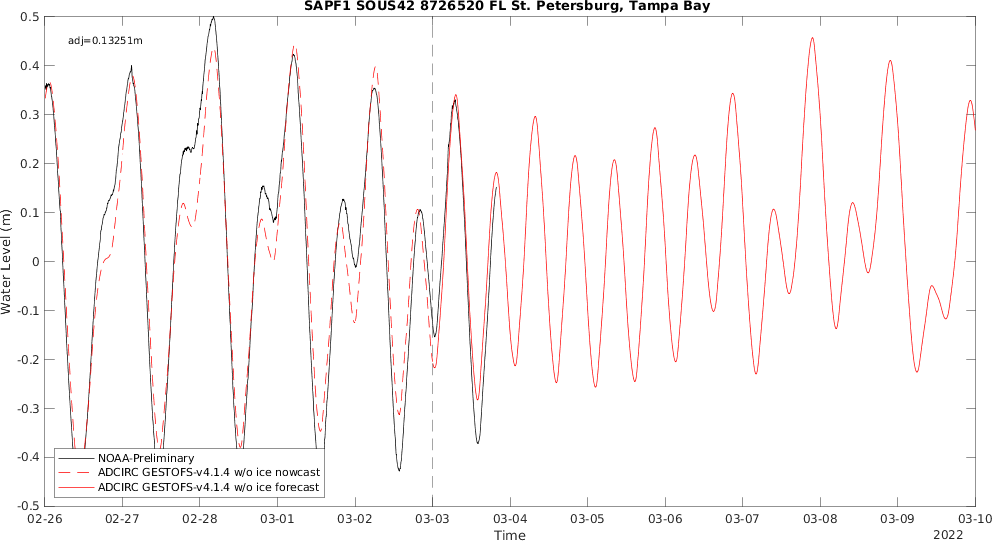 SAPF1 SOUS42 8726520 FL St. Petersburg, Tampa Bay
adj=0.13251m
0.5
0.4
0.3
0.2
0.1
0
-0.1
-0.2
-0.3
-0.4
-0.5
Water Level (m)
NOAA-Preliminary
ADCIRC GESTOFS-v4.1.4 w/o ice nowcast
ADCIRC GESTOFS-v4.1.4 w/o ice forecast
02-26 02-27 02-28 03-01 03-02 03-03 03-04 03-05 03-06 03-07 03-08 03-09 03-10
Time
2022